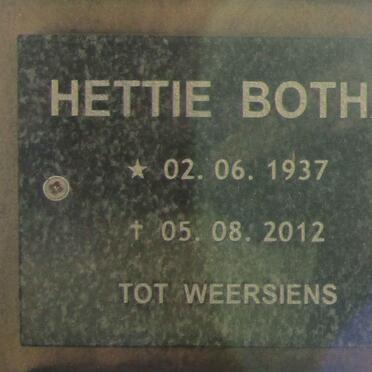 HETTIE BOTH
★ 02. 06. 1937
† 05. 08. 2012
TOT WEERSIENS